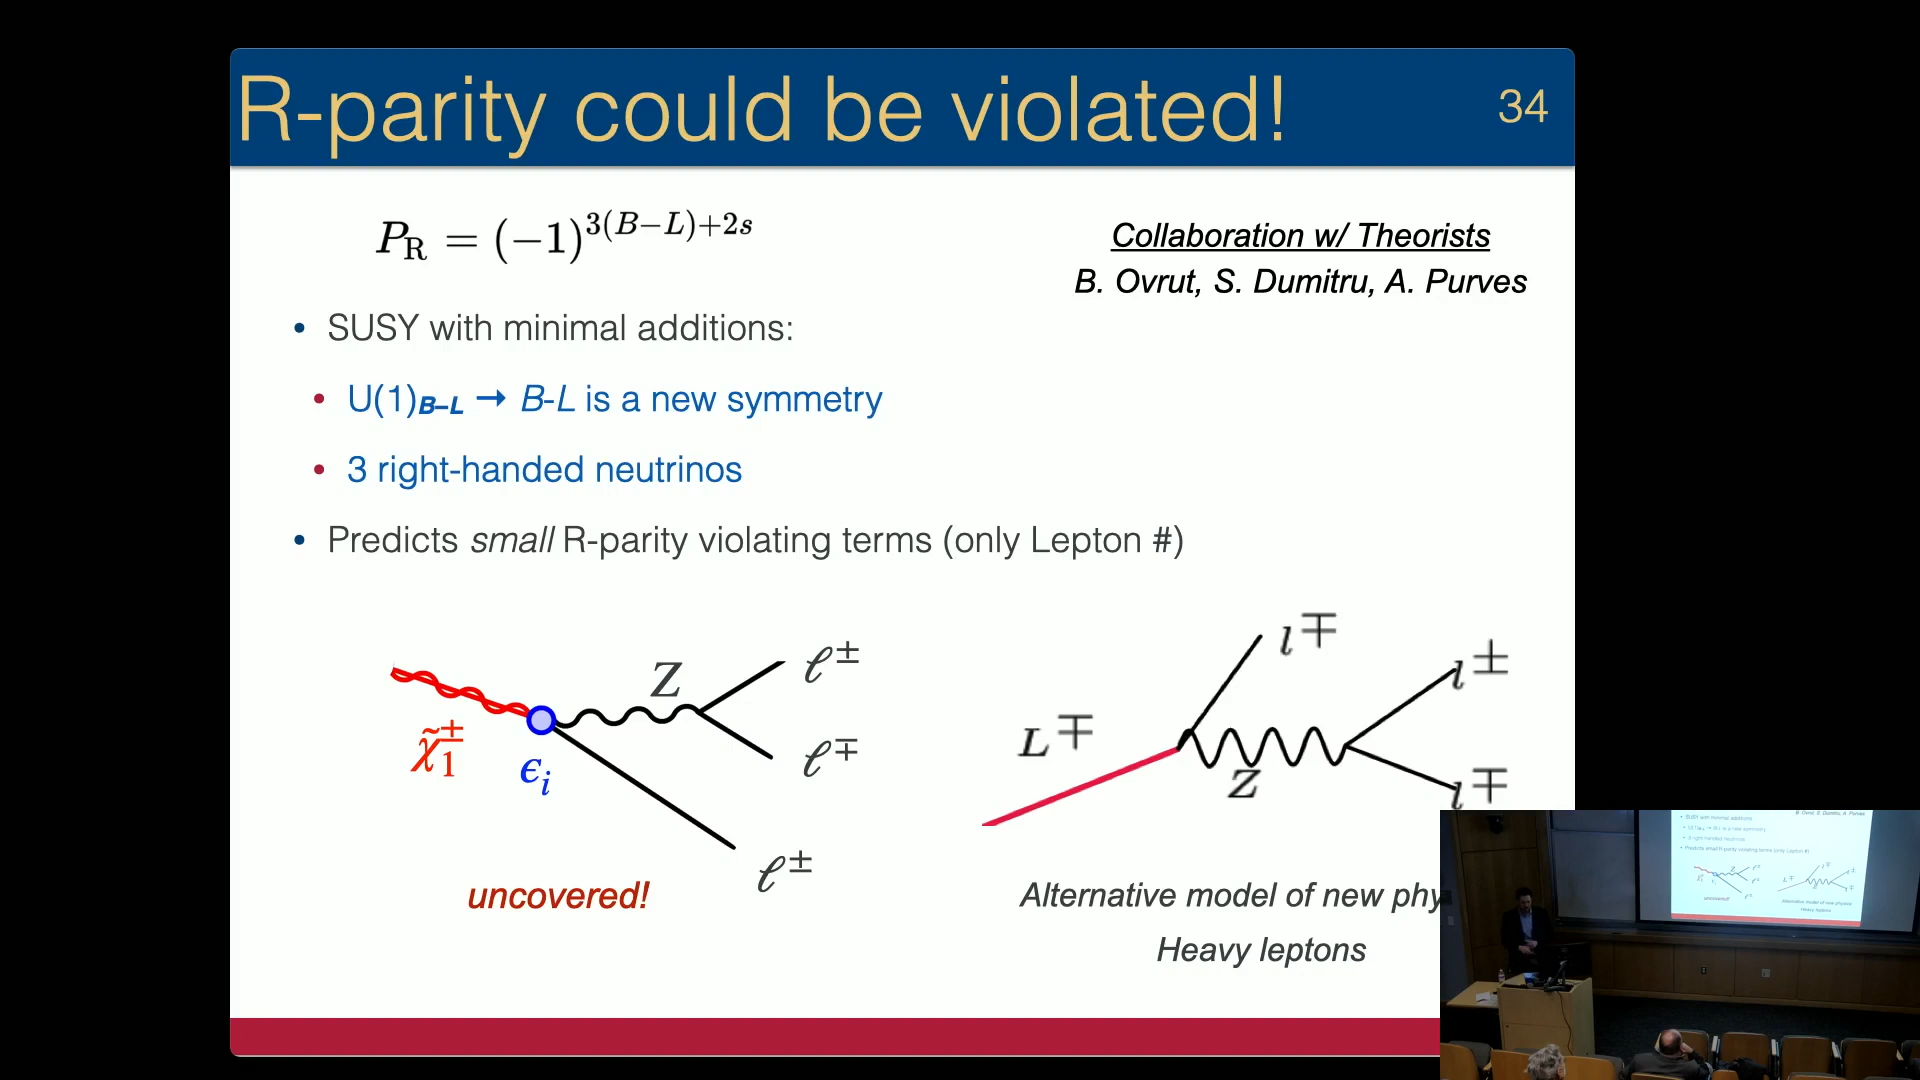 R-parity could be violated!
34
P_R = (−1)^{3(B−L)+2s}
Collaboration w/ Theorists
B. Ovrut, S. Dumitru, A. Purves
• SUSY with minimal additions:
• U(1)B−L → B-L is a new symmetry
• 3 right-handed neutrinos
• Predicts small R-parity violating terms (only Lepton #)
Z
ℓ±
χ̃1±
ϵi
ℓ∓
ℓ±
uncovered!
l∓
l±
L∓
Z
l∓
Alternative model of new phy
Heavy leptons